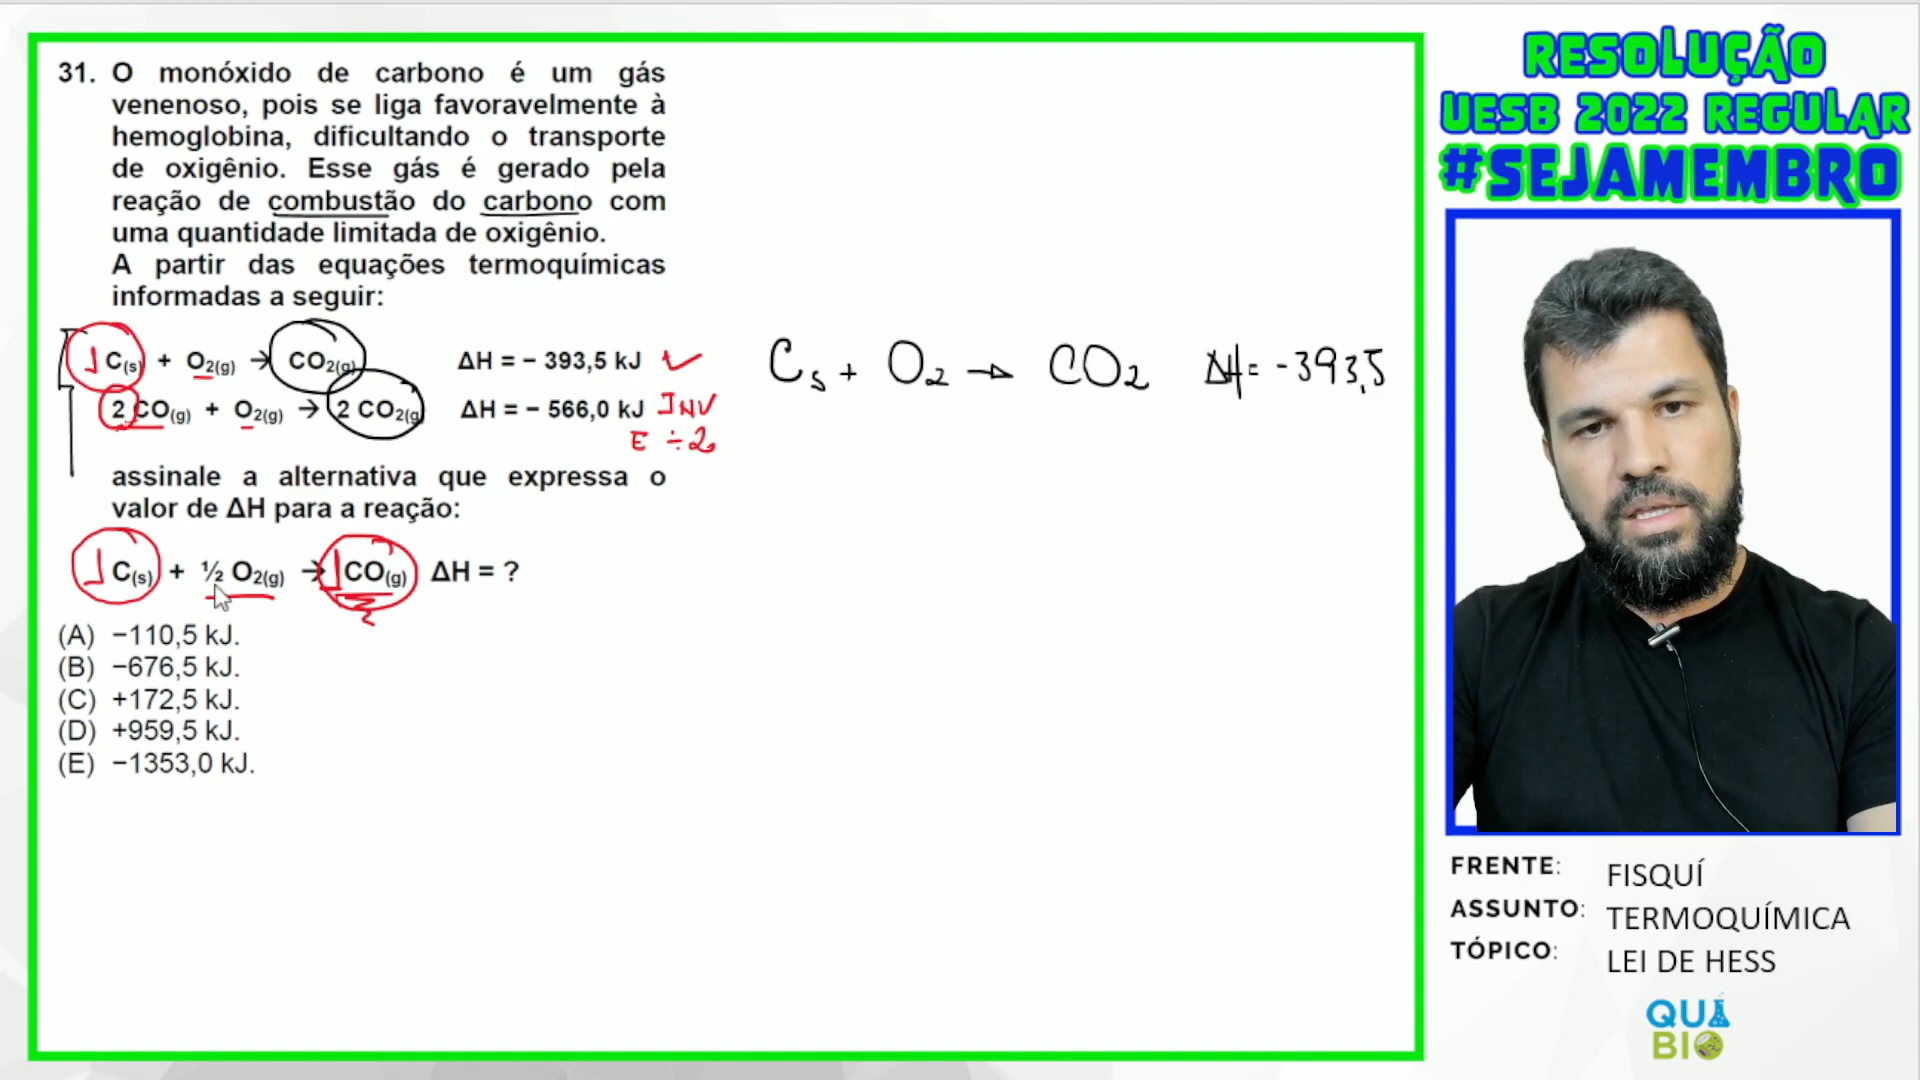 31. O monóxido de carbono é um gás
venenoso, pois se liga favoravelmente à
hemoglobina, dificultando o transporte
de oxigênio. Esse gás é gerado pela
reação de combustão do carbono com
uma quantidade limitada de oxigênio.
A partir das equações termoquímicas
informadas a seguir:
1 C(s) + O2(g) → CO2(g) ΔH = − 393,5 kJ ✓
2 CO(g) + O2(g) → 2 CO2(g) ΔH = − 566,0 kJ INV
E ÷2
assinale a alternativa que expressa o
valor de ΔH para a reação:
1 C(s) + ½ O2(g) → 1 CO(g) ΔH = ?
(A) −110,5 kJ.
(B) −676,5 kJ.
(C) +172,5 kJ.
(D) +959,5 kJ.
(E) −1353,0 kJ.
Cs + O2 → CO2 ΔH = -393,5
RESOLUÇÃO
UESB 2022 REGULAR
#SEJAMEMBRO
FRENTE: FISQUÍ
ASSUNTO: TERMOQUÍMICA
TÓPICO: LEI DE HESS
QUI
BIO